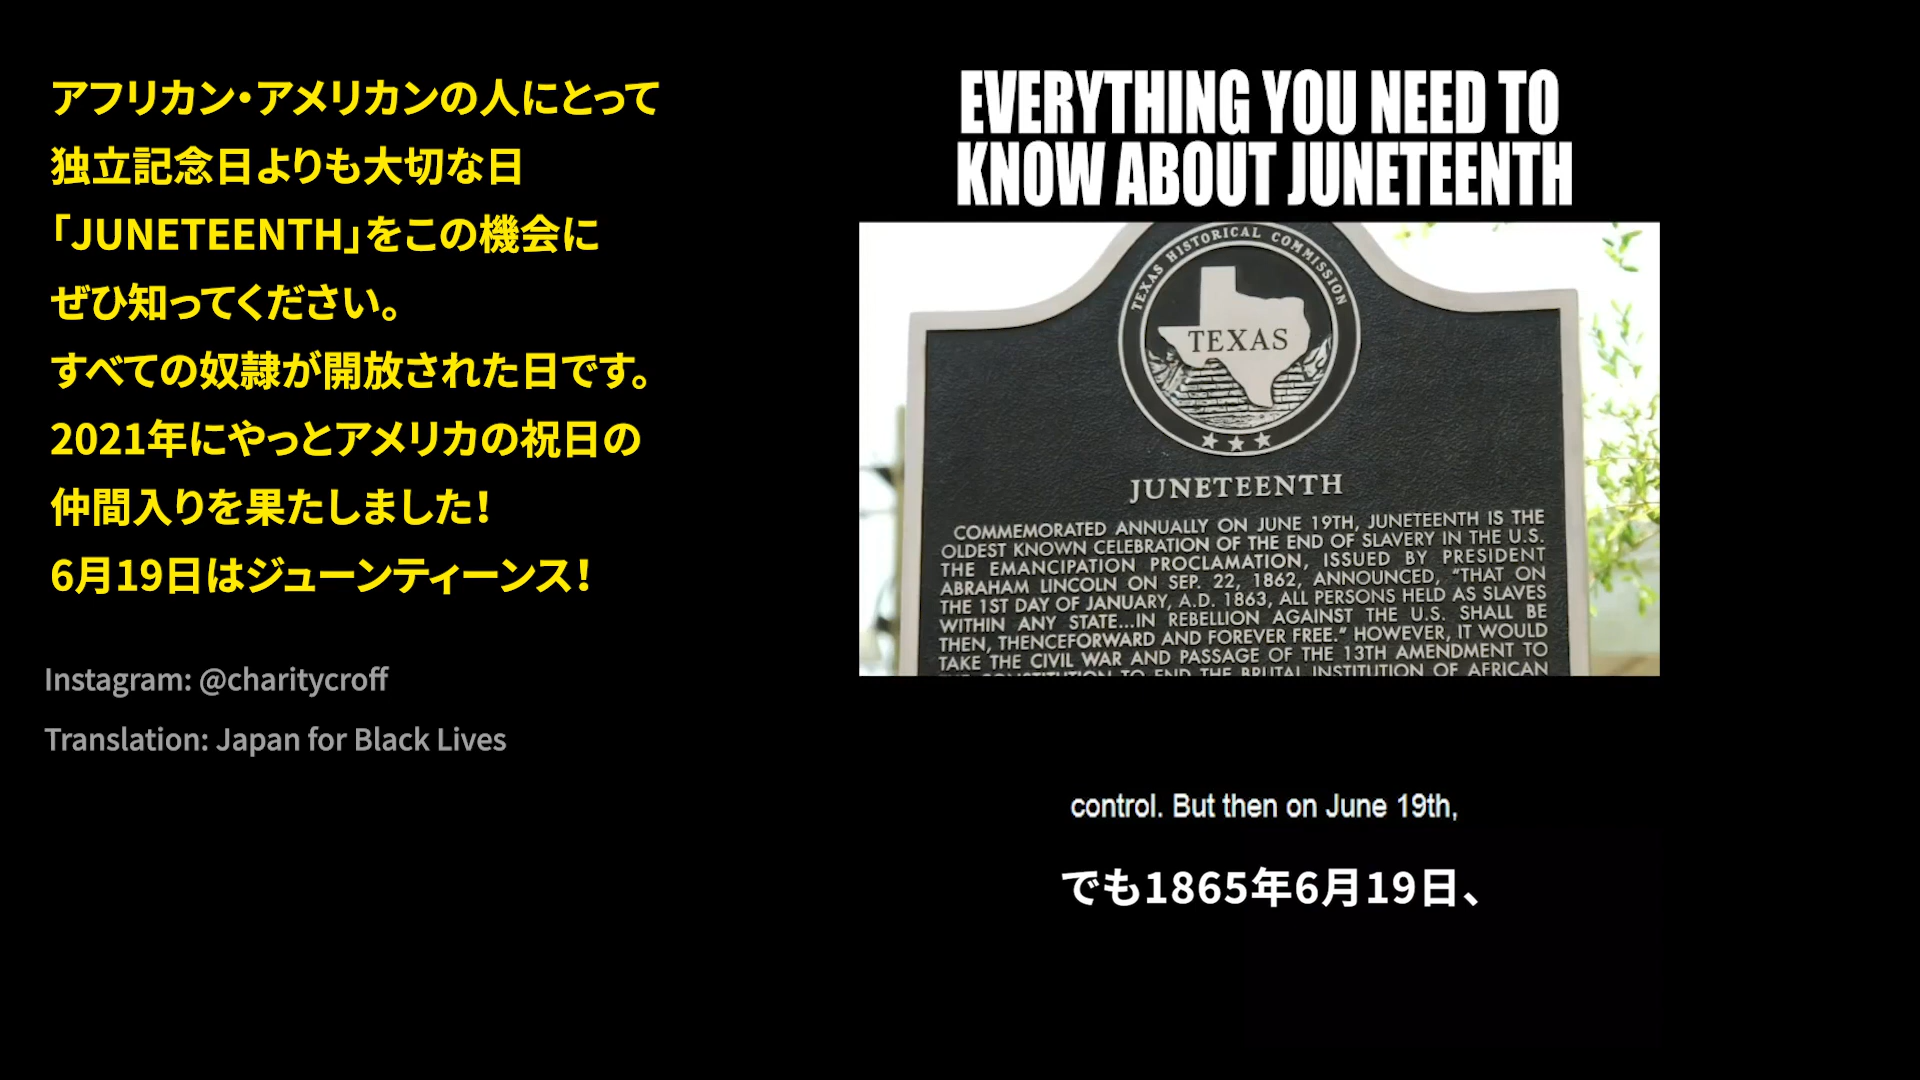 アフリカン・アメリカンの人にとって
独立記念日よりも大切な日
「JUNETEENTH」をこの機会に
ぜひ知ってください。
すべての奴隷が開放された日です。
2021年にやっとアメリカの祝日の
仲間入りを果たしました！
6月19日はジューンティーンス！
Instagram: @charitycroff
Translation: Japan for Black Lives
EVERYTHING YOU NEED TO
KNOW ABOUT JUNETEENTH
TEXAS HISTORICAL COMMISSION
TEXAS
JUNETEENTH
COMMEMORATED ANNUALLY ON JUNE 19TH, JUNETEENTH IS THE
OLDEST KNOWN CELEBRATION OF THE END OF SLAVERY IN THE U.S.
THE EMANCIPATION PROCLAMATION, ISSUED BY PRESIDENT
ABRAHAM LINCOLN ON SEP. 22, 1862, ANNOUNCED, "THAT ON
THE 1ST DAY OF JANUARY, A.D. 1863, ALL PERSONS HELD AS SLAVES
WITHIN ANY STATE...IN REBELLION AGAINST THE U.S. SHALL BE
THEN, THENCEFORWARD AND FOREVER FREE." HOWEVER, IT WOULD
TAKE THE CIVIL WAR AND PASSAGE OF THE 13TH AMENDMENT TO
CONSTITUTION TO END THE BRUTAL INSTITUTION OF AFRICAN
control. But then on June 19th,
でも1865年6月19日、